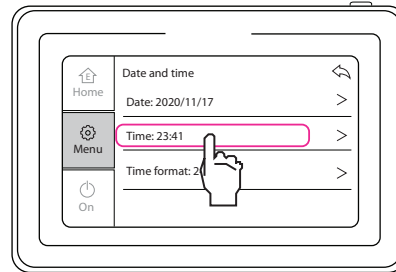 E
Home
Menu
On
Date and time
Date: 2020/11/17
Time: 23:41
Time format: 2